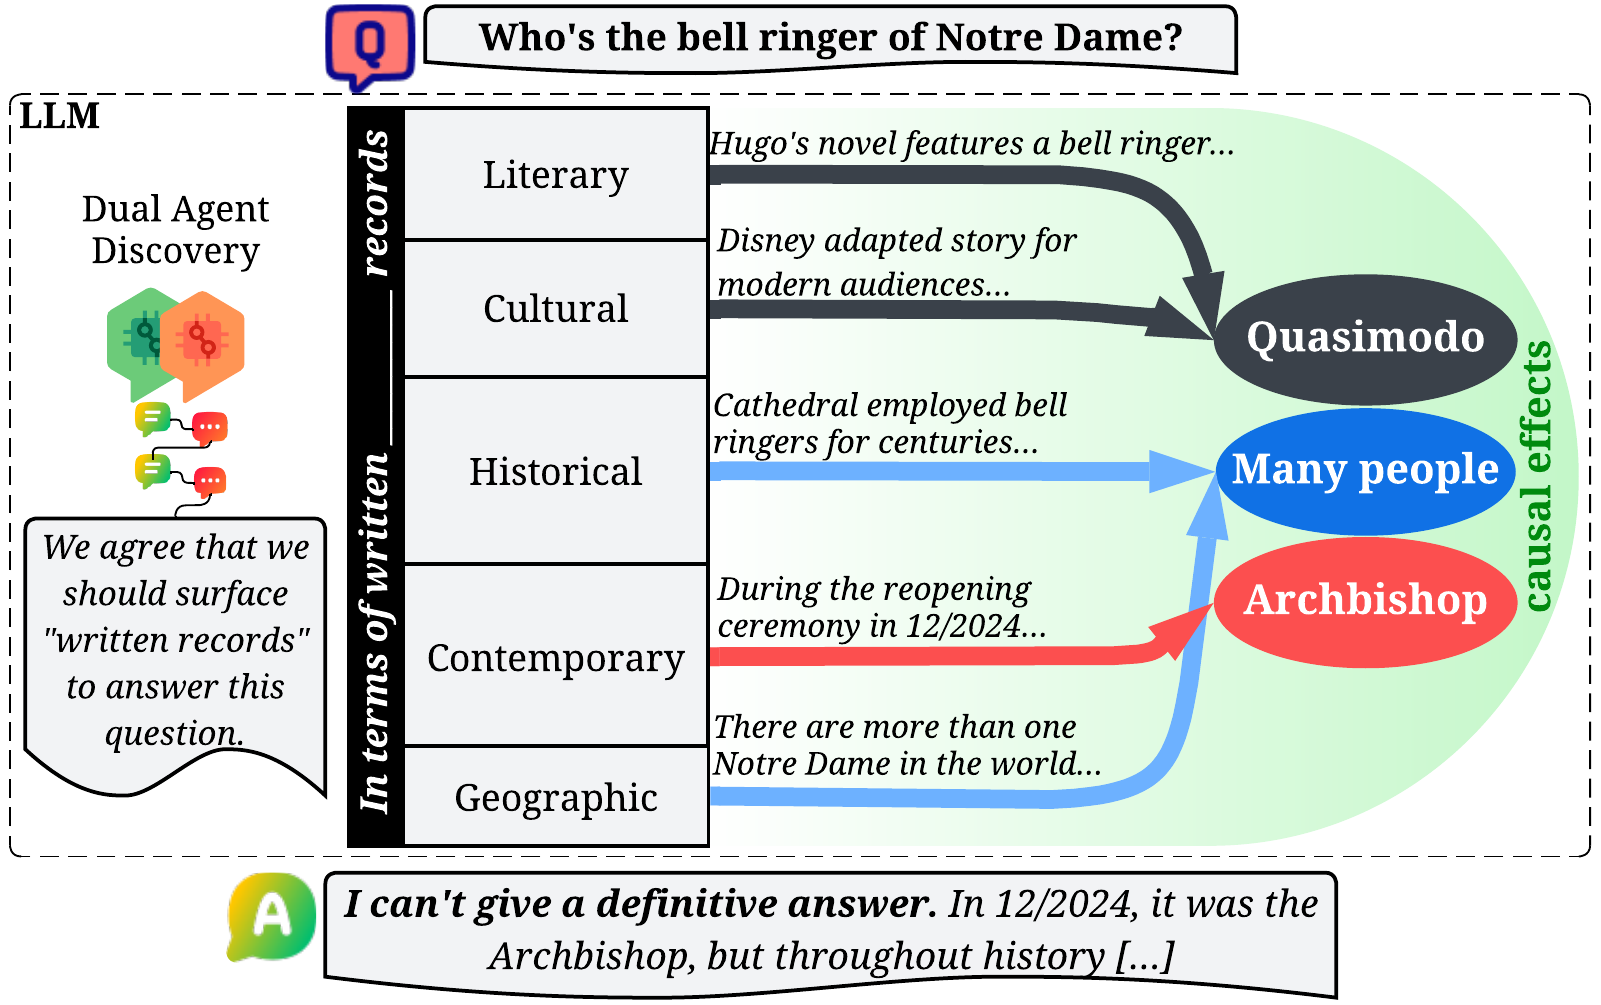 Q
Who's the bell ringer of Notre Dame?
LLM
Dual Agent
Discovery
We agree that we
should surface
"written records"
to answer this
question.
In terms of written ________ records
Literary
Cultural
Historical
Contemporary
Geographic
Hugo's novel features a bell ringer...
Disney adapted story for
modern audiences...
Cathedral employed bell
ringers for centuries...
During the reopening
ceremony in 12/2024...
There are more than one
Notre Dame in the world...
Quasimodo
Many people
Archbishop
causal effects
A
I can't give a definitive answer. In 12/2024, it was the
Archbishop, but throughout history [...]